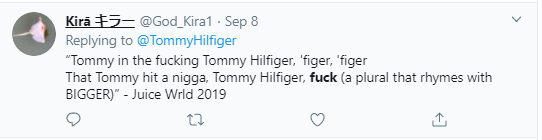 Kirā キラー @God_Kira1 · Sep 8
Replying to @TommyHilfiger
“Tommy in the fucking Tommy Hilfiger, 'figer, 'figer
That Tommy hit a nigga, Tommy Hilfiger, fuck (a plural that rhymes with
BIGGER)” - Juice Wrld 2019